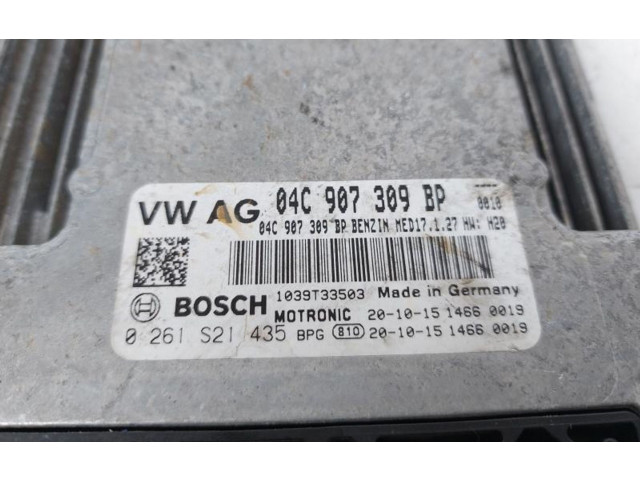 VW AG 04C 907 309 BP 0010
04C 907 309 BP BENZIN MED17.1.27 HW: H20
1039T33503 Made in Germany
BOSCH MOTRONIC 20-10-15 1466 0019
0 261 S21 435 BPG 810 20-10-15 1466 0019